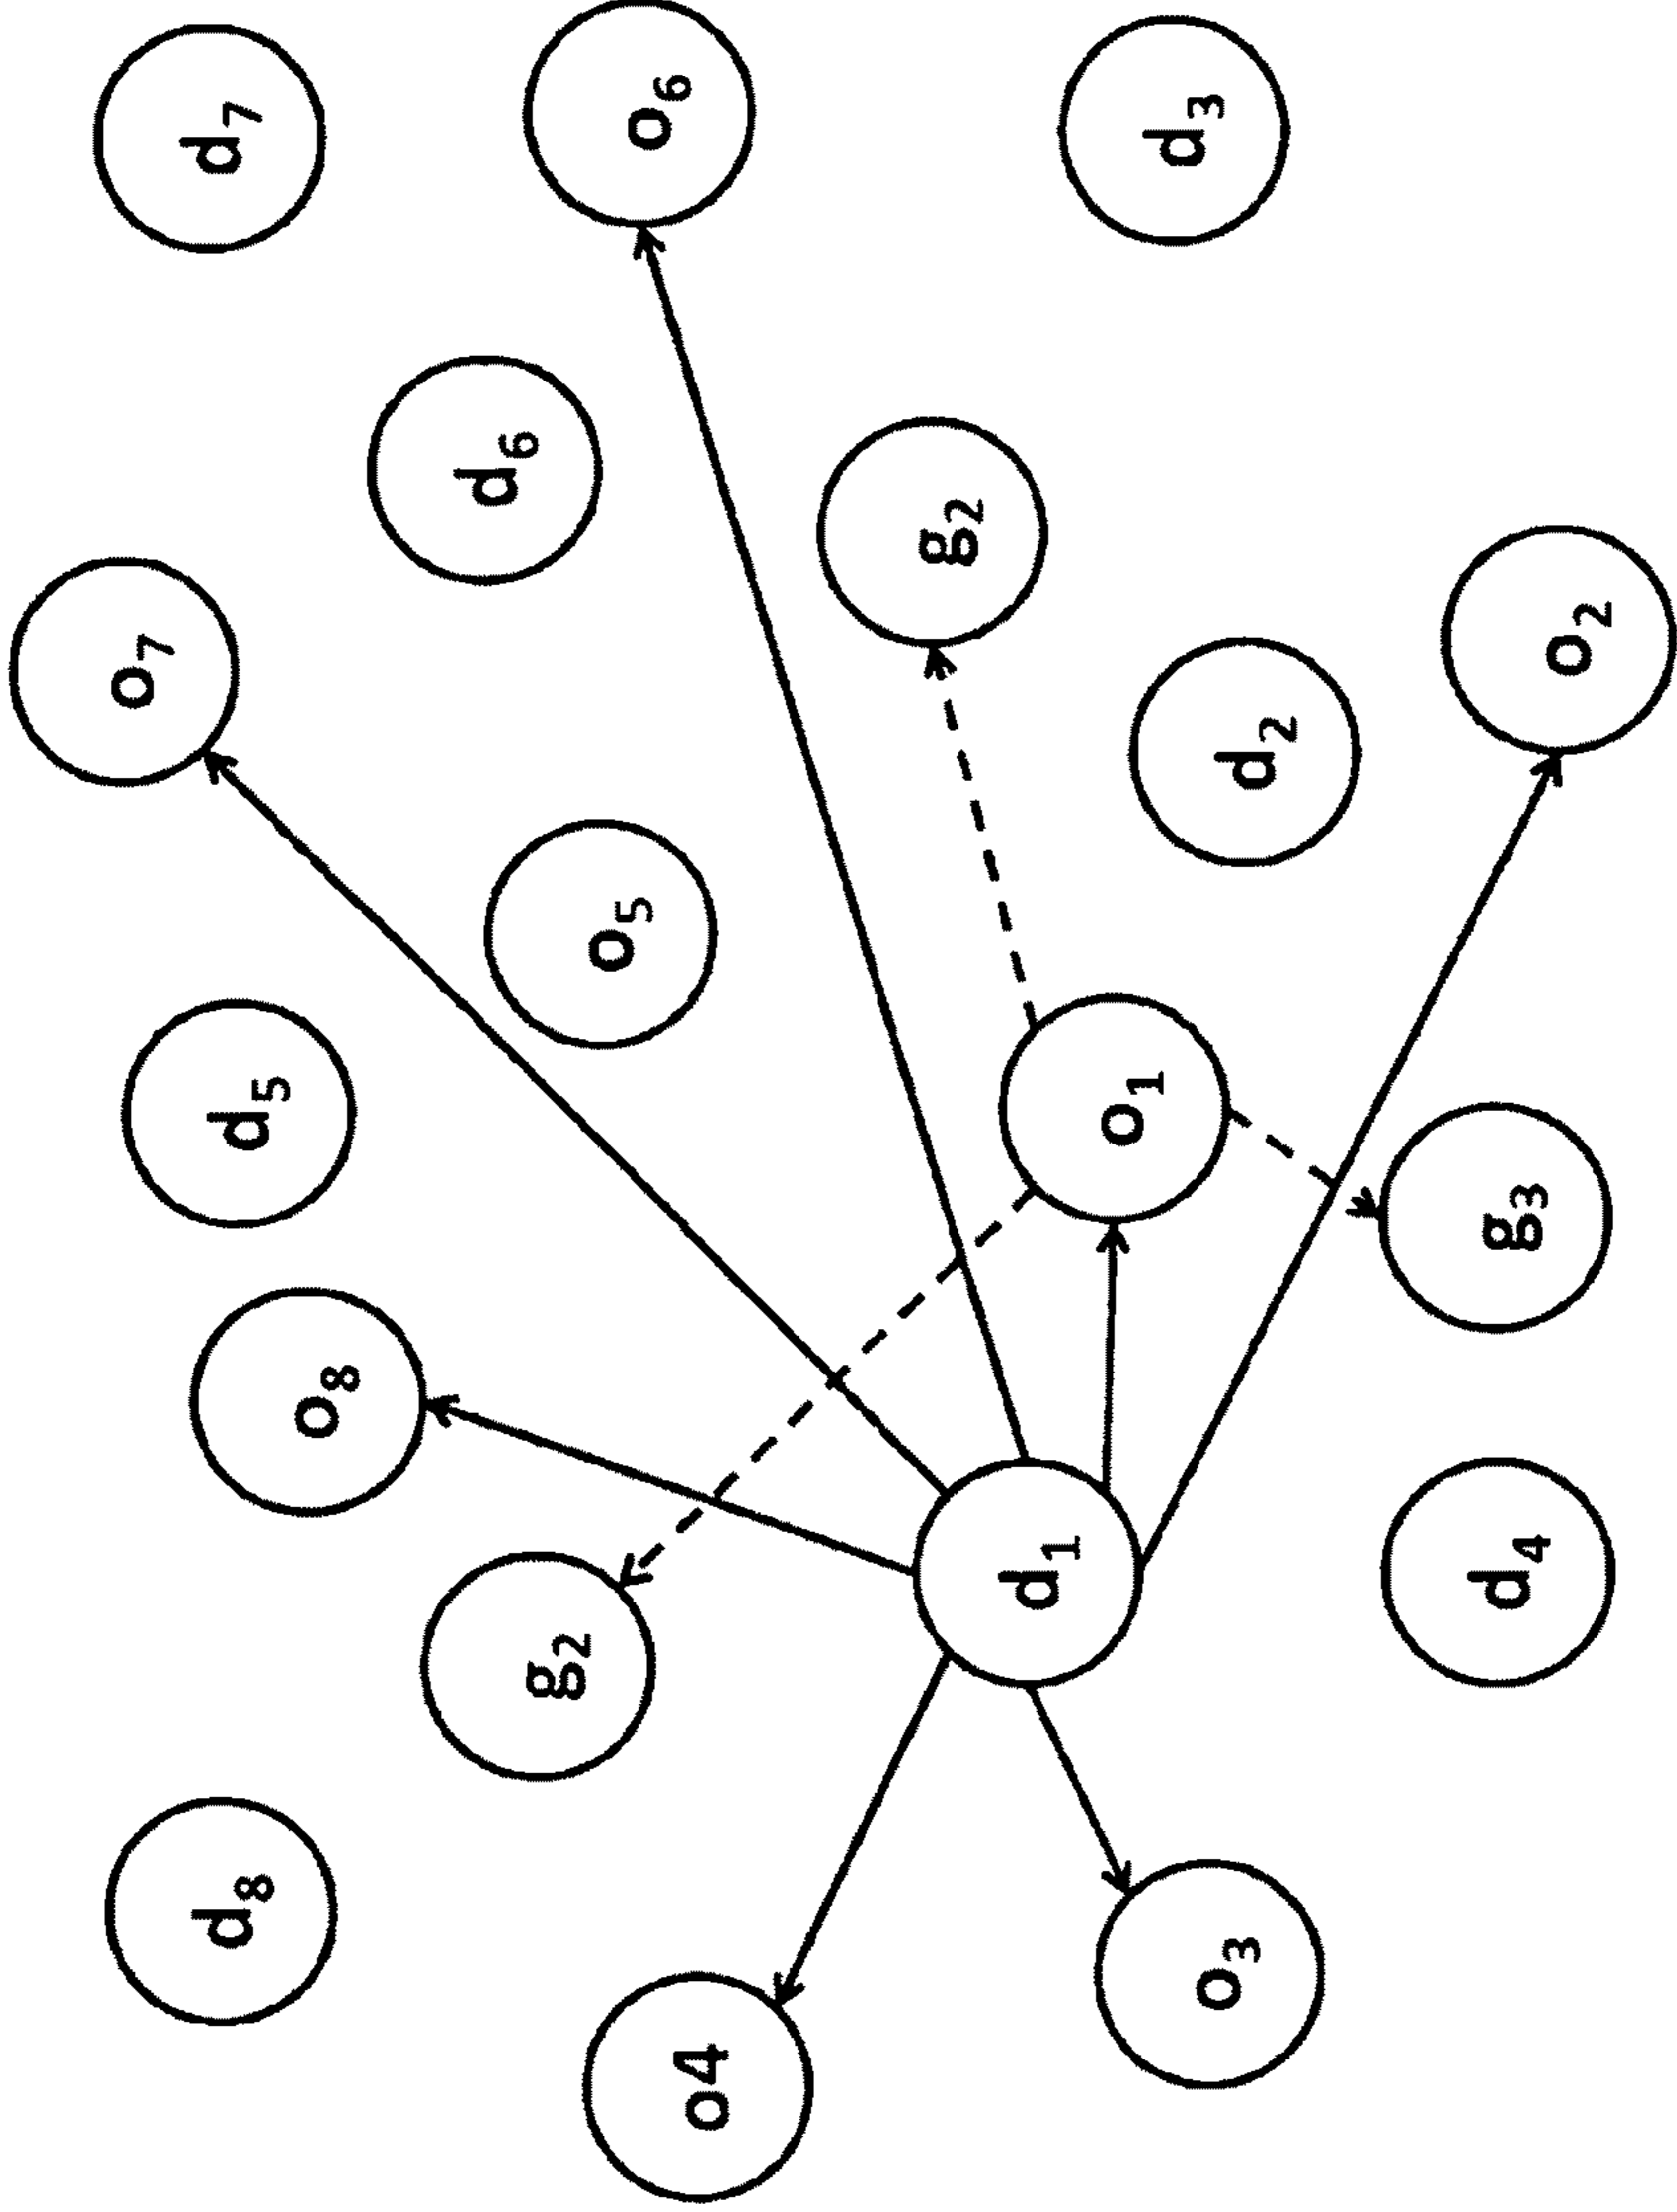 d₈
o₈
d₅
o₇
d₇
g₂
o₅
d₆
o₆
o4
d₁
o₁
g₂
o₃
d₂
d₃
d₄
g₃
o₂